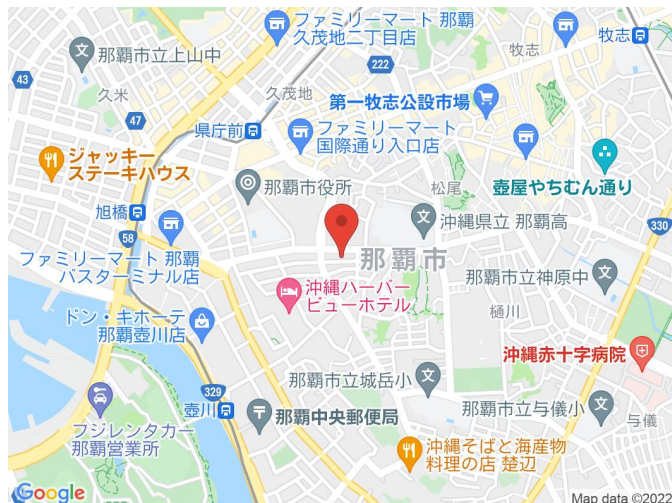 ファミリーマート 那覇
久茂地二丁目店
牧志
牧志
那覇市立上山中
222
43
久米
久茂地
第一牧志公設市場
47
県庁前
ファミリーマート
国際通り入口店
ジャッキー
ステーキハウス
壺屋やちむん通り
那覇市役所
松尾
旭橋
沖縄県立 那覇高
330
58
ファミリーマート 那覇
バスターミナル店
那覇市
那覇市立神原中
沖縄ハーバー
ビューホテル
樋川
ドン・キホーテ
那覇壺川店
沖縄赤十字病院
那覇市立城岳小
329
壺川
那覇中央郵便局
那覇市立与儀小
与儀
フジレンタカー
那覇営業所
沖縄そばと海産物
料理の店 楚辺
Google
Map data ©2022